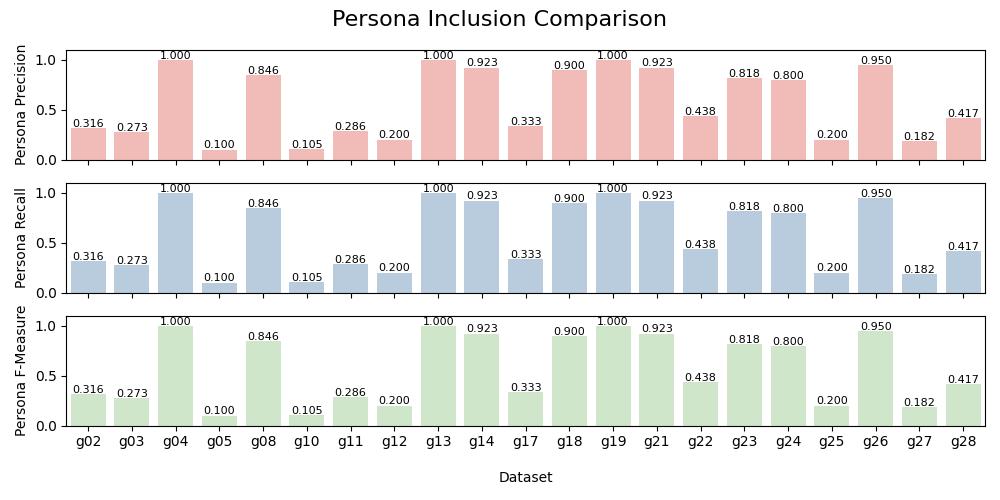 Persona Inclusion Comparison
Persona Precision
1.0
0.5
0.0
0.316 0.273 1.000 0.100 0.846 0.105 0.286 0.200 1.000 0.923 0.333 0.900 1.000 0.923 0.438 0.818 0.800 0.200 0.950 0.182 0.417
Persona Recall
1.0
0.5
0.0
0.316 0.273 1.000 0.100 0.846 0.105 0.286 0.200 1.000 0.923 0.333 0.900 1.000 0.923 0.438 0.818 0.800 0.200 0.950 0.182 0.417
Persona F-Measure
1.0
0.5
0.0
0.316 0.273 1.000 0.100 0.846 0.105 0.286 0.200 1.000 0.923 0.333 0.900 1.000 0.923 0.438 0.818 0.800 0.200 0.950 0.182 0.417
g02 g03 g04 g05 g08 g10 g11 g12 g13 g14 g17 g18 g19 g21 g22 g23 g24 g25 g26 g27 g28
Dataset